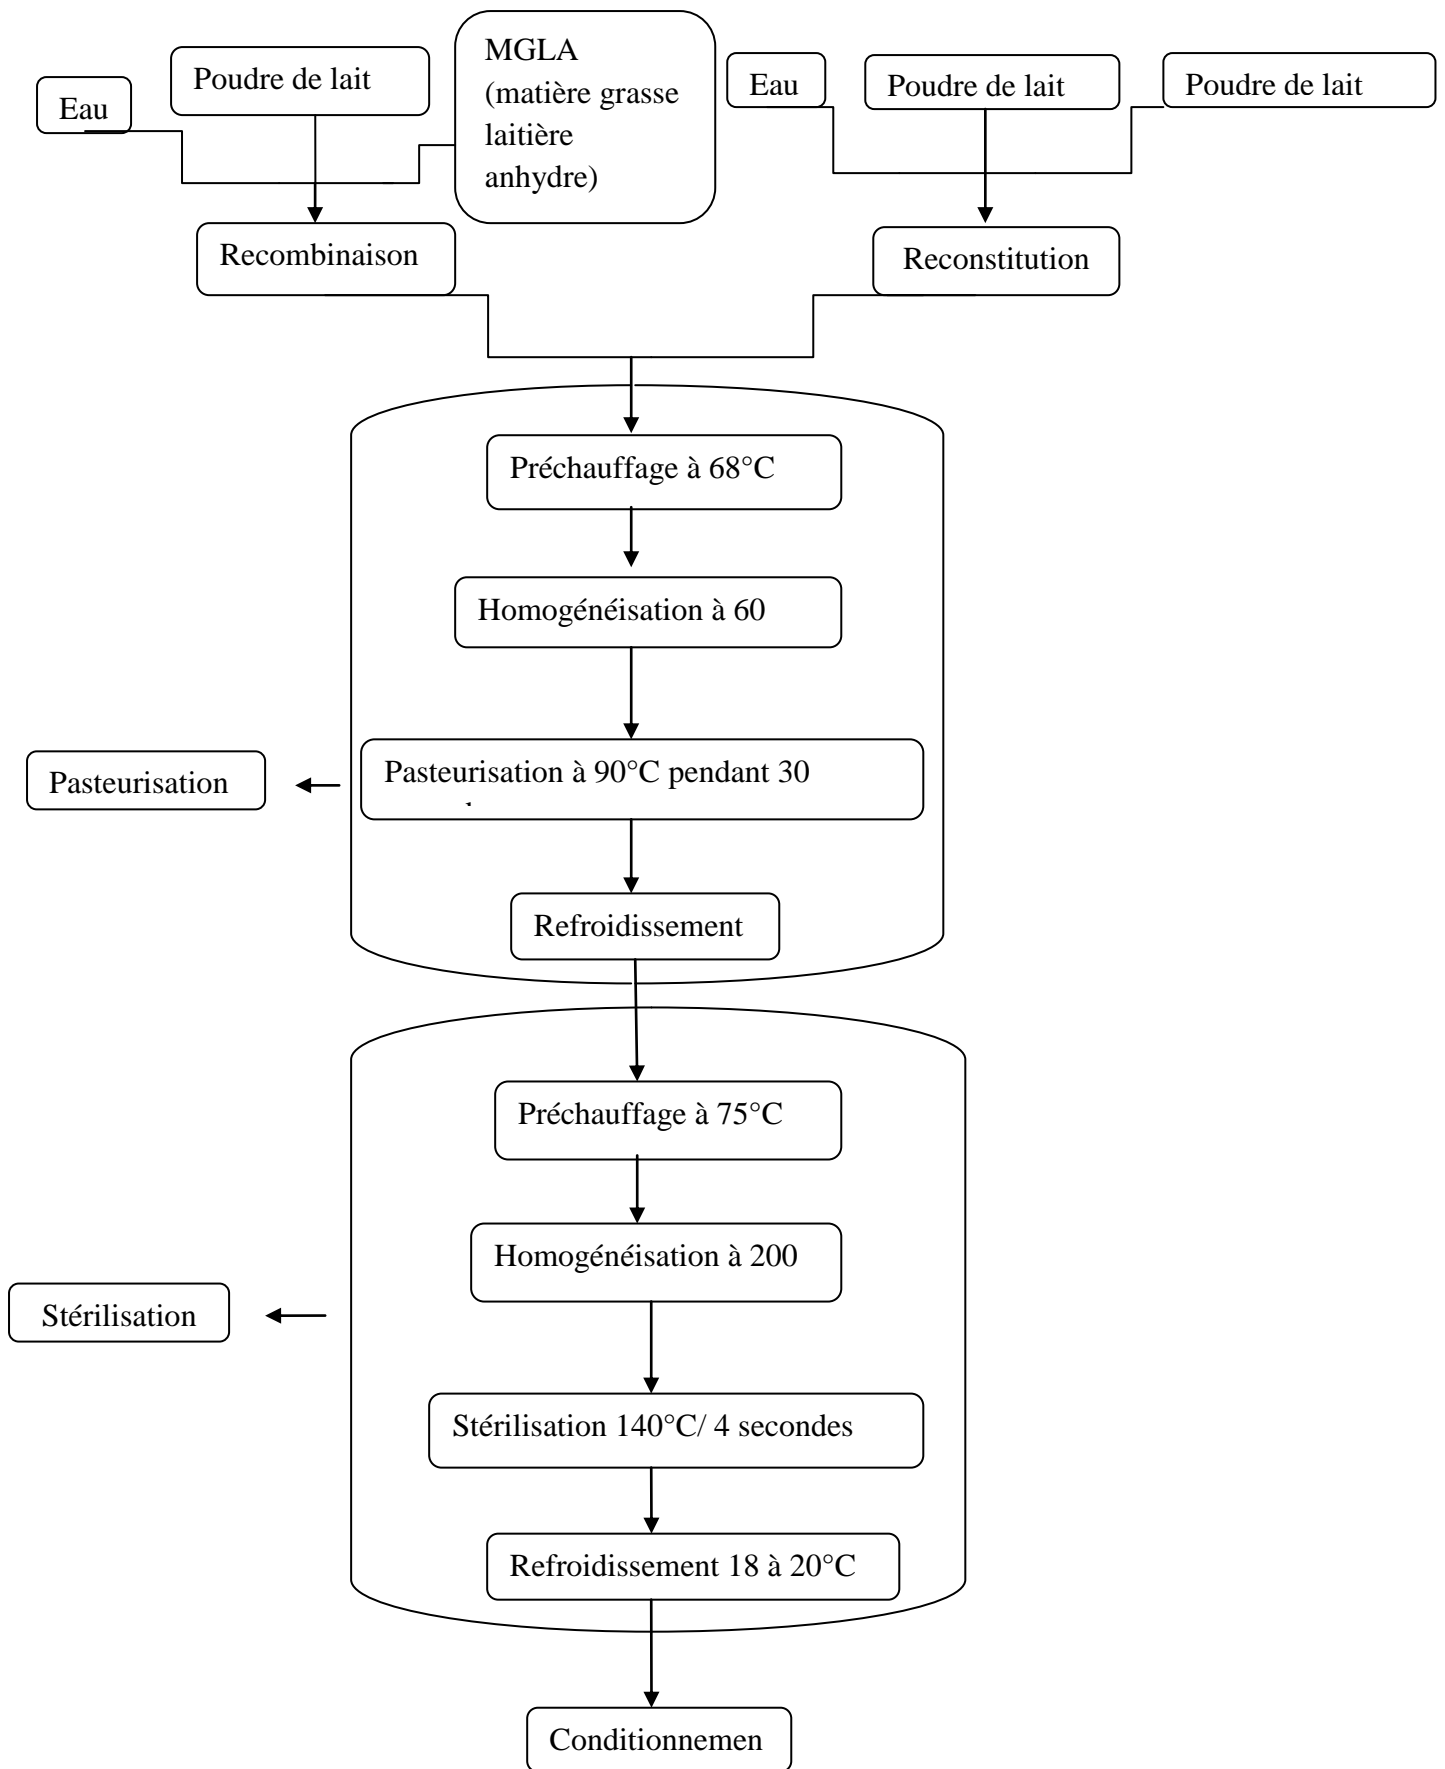 Eau
Poudre de lait
MGLA
(matière grasse
laitière
anhydre)
Eau
Poudre de lait
Poudre de lait
Recombinaison
Reconstitution
Préchauffage à 68°C
Homogénéisation à 60
Pasteurisation
Pasteurisation à 90°C pendant 30
Refroidissement
Préchauffage à 75°C
Homogénéisation à 200
Stérilisation
Stérilisation 140°C/ 4 secondes
Refroidissement 18 à 20°C
Conditionnemen